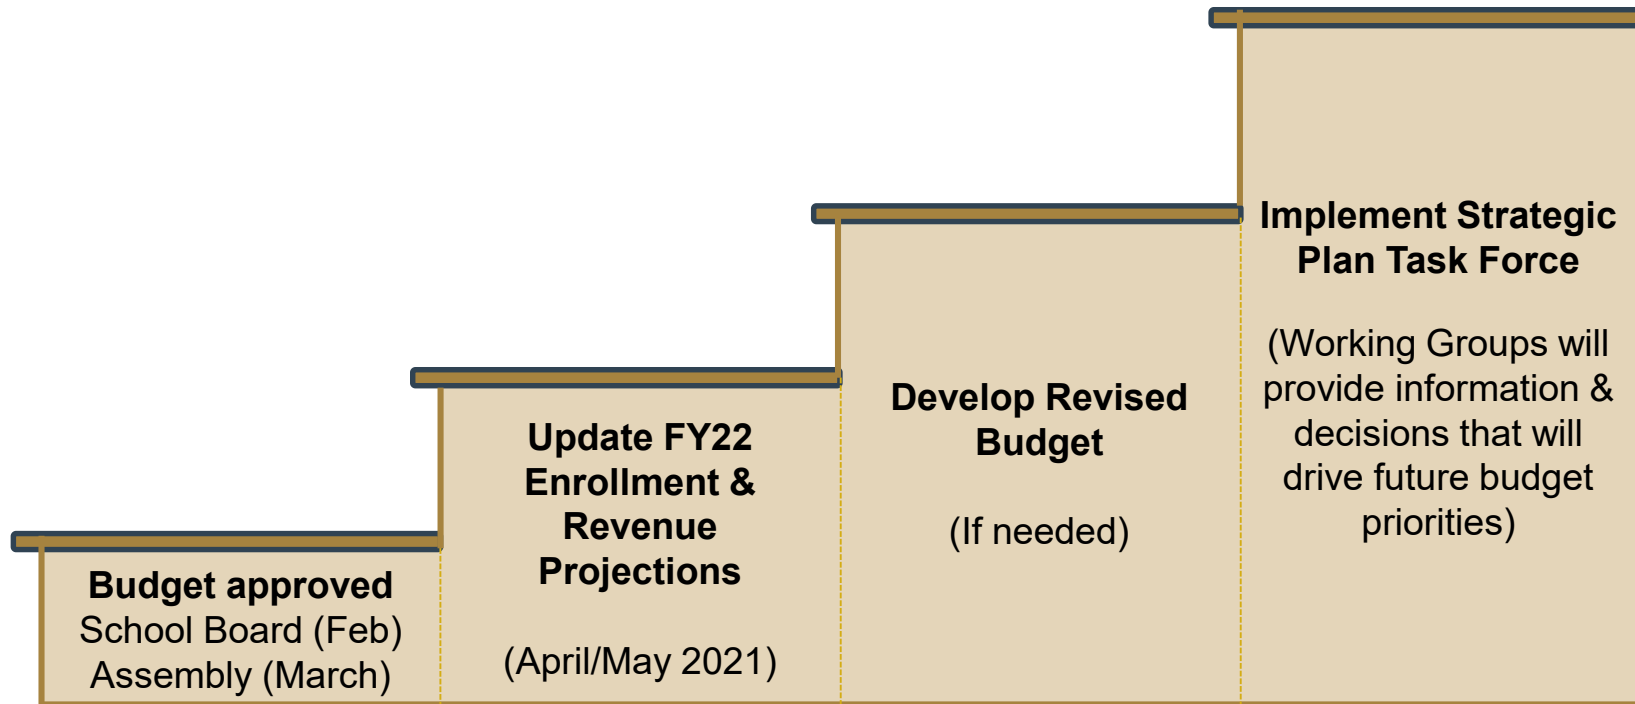 Budget approved
School Board (Feb)
Assembly (March)
Update FY22
Enrollment &
Revenue
Projections
(April/May 2021)
Develop Revised
Budget
(If needed)
Implement Strategic
Plan Task Force
(Working Groups will
provide information &
decisions that will
drive future budget
priorities)